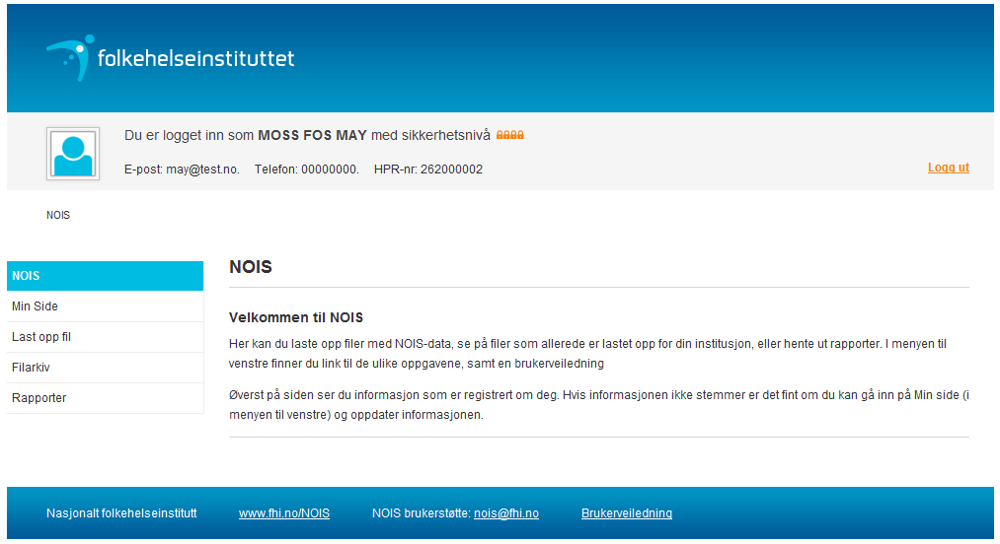 folkehelseinstituttet
Du er logget inn som MOSS FOS MAY med sikkerhetsnivå
E-post: may@test.no. Telefon: 00000000. HPR-nr: 262000002
Logg ut
NOIS
NOIS
Min Side
Last opp fil
Filarkiv
Rapporter
NOIS
Velkommen til NOIS
Her kan du laste opp filer med NOIS-data, se på filer som allerede er lastet opp for din institusjon, eller hente ut rapporter. I menyen til
venstre finner du link til de ulike oppgavene, samt en brukerveiledning
Øverst på siden ser du informasjon som er registrert om deg. Hvis informasjonen ikke stemmer er det fint om du kan gå inn på Min side (i
menyen til venstre) og oppdater informasjonen.
Nasjonalt folkehelseinstitutt www.fhi.no/NOIS NOIS brukerstøtte: nois@fhi.no Brukerveiledning